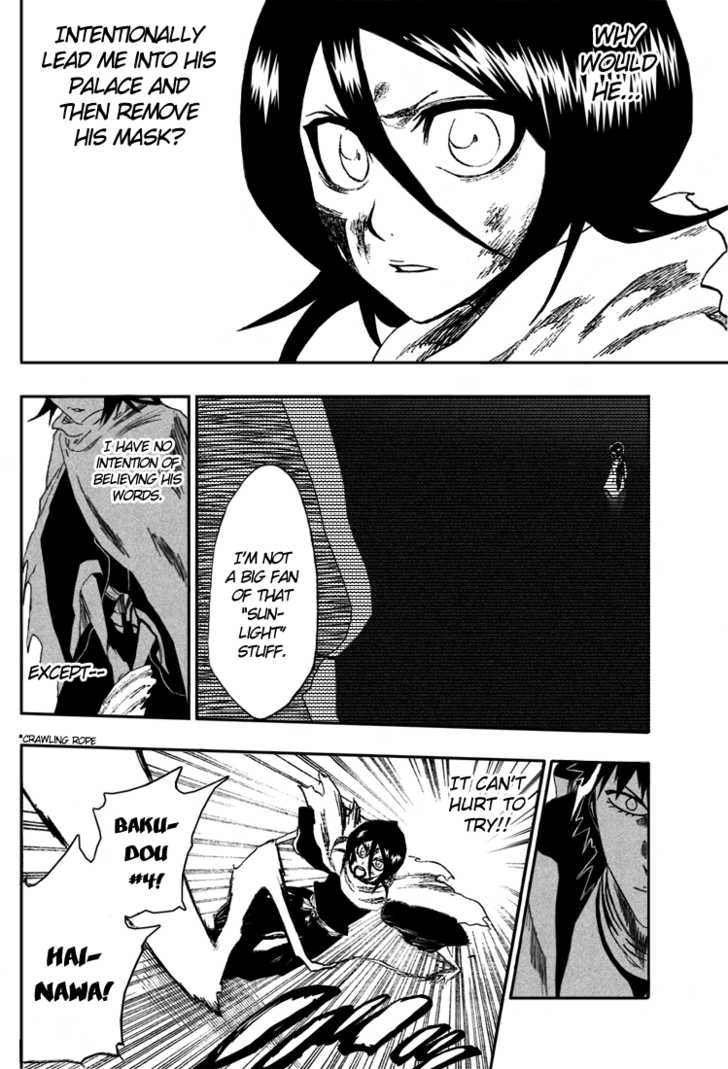 WHY
WOULD
HE...
INTENTIONALLY
LEAD ME INTO HIS
PALACE AND
THEN REMOVE
HIS MASK?
I'M NOT
A BIG FAN
OF THAT
"SUN-
LIGHT"
STUFF.
I HAVE NO
INTENTION OF
BELIEVING HIS
WORDS.
EXCEPT--
IT CAN'T
HURT TO
TRY!!
BAKU-
DOU
#4!
HAI-
NAWA!
*CRAWLING ROPE